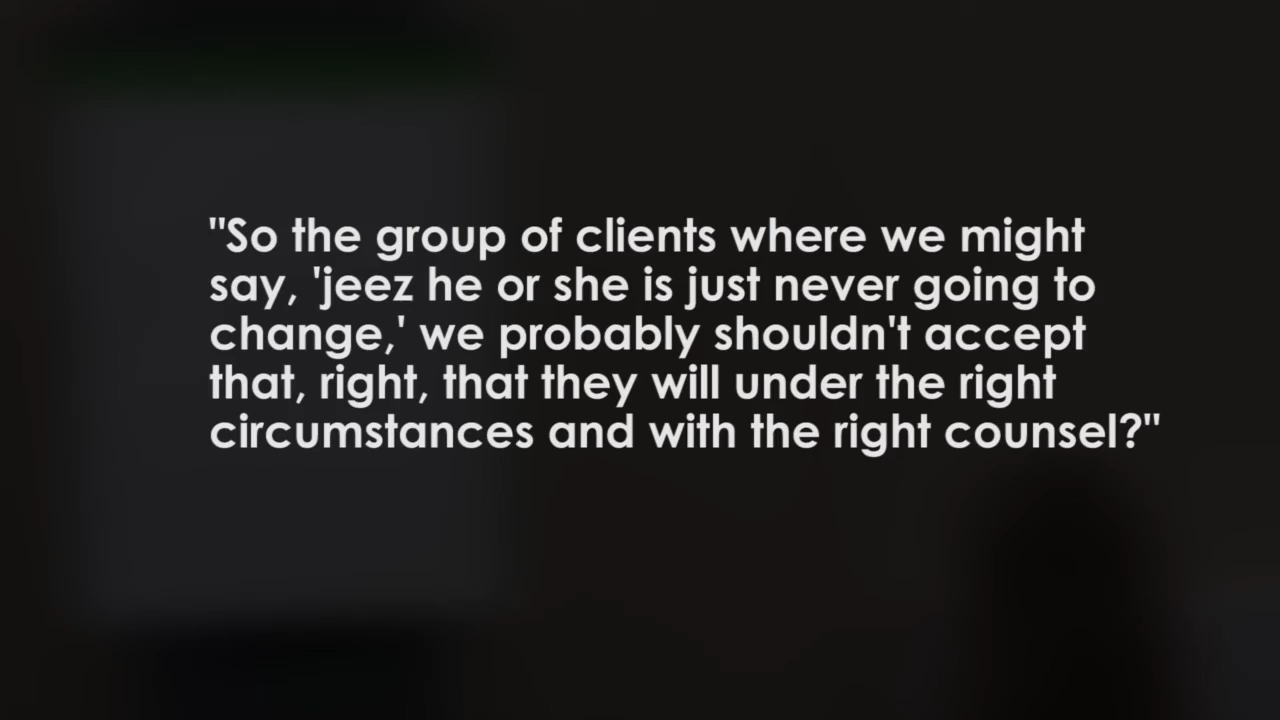 "So the group of clients where we might
say, 'jeez he or she is just never going to
change,' we probably shouldn't accept
that, right, that they will under the right
circumstances and with the right counsel?"